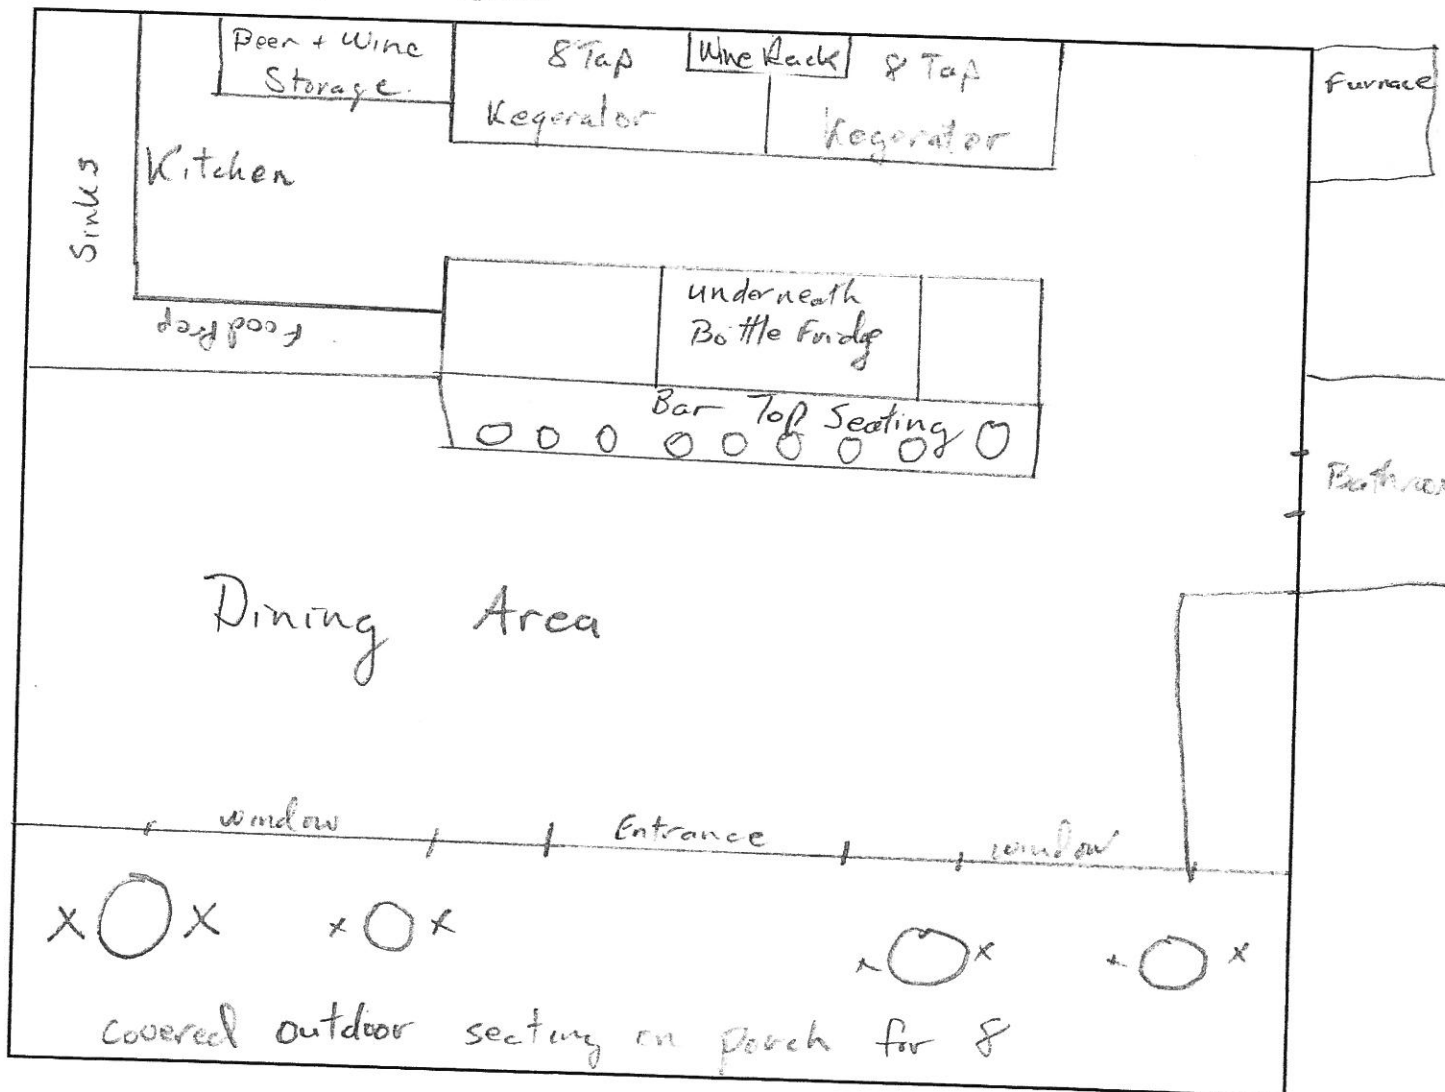 Beer + Wine
Storage.
8 Tap
Kegerator
Wine Rack
8 Tap
Kegerator
Furnace
Sinks
Kitchen
Food Prep
underneath
Bottle Fridge
Bar Top Seating
Dining Area
window
Entrance
window
covered outdoor seating on porch for 8